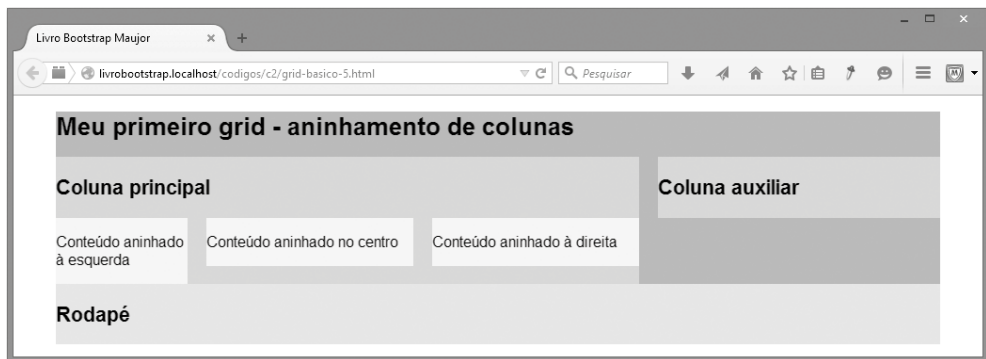 Livro Bootstrap Maujor
livrobootstrap.localhost/codigos/c2/grid-basico-5.html
Pesquisar
Meu primeiro grid - aninhamento de colunas
Coluna principal
Coluna auxiliar
Conteúdo aninhado
à esquerda
Conteúdo aninhado no centro
Conteúdo aninhado à direita
Rodapé